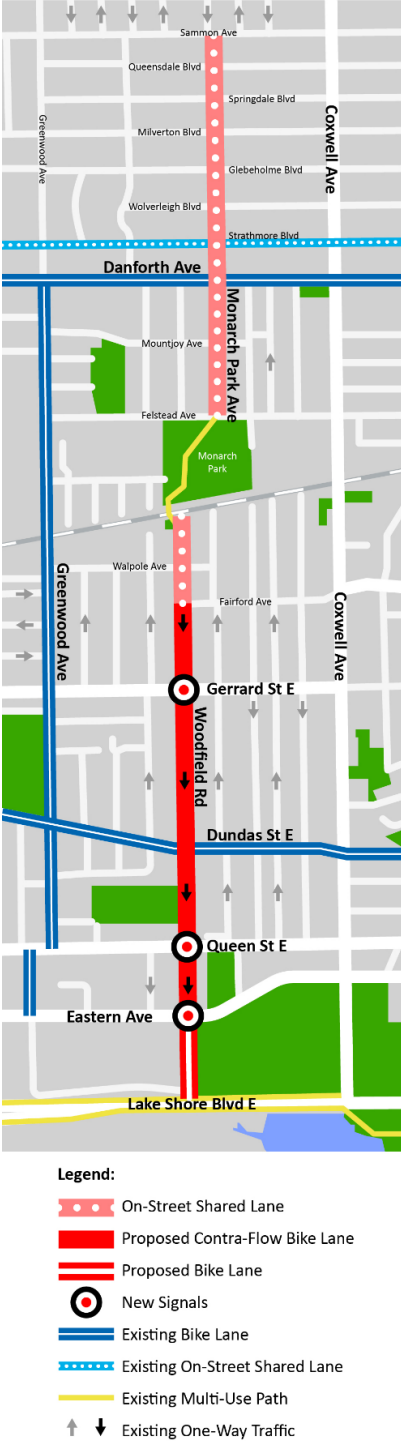 Sammon Ave
Queensdale Blvd
Springdale Blvd
Greenwood Ave
Coxwell Ave
Milverton Blvd
Glebeholme Blvd
Wolverleigh Blvd
Strathmore Blvd
Danforth Ave
Monarch Park Ave
Mountjoy Ave
Felstead Ave
Monarch
Park
Walpole Ave
Greenwood Ave
Fairford Ave
Coxwell Ave
Gerrard St E
Woodfield Rd
Dundas St E
Queen St E
Eastern Ave
Lake Shore Blvd E
Legend:
On-Street Shared Lane
Proposed Contra-Flow Bike Lane
Proposed Bike Lane
New Signals
Existing Bike Lane
Existing On-Street Shared Lane
Existing Multi-Use Path
Existing One-Way Traffic